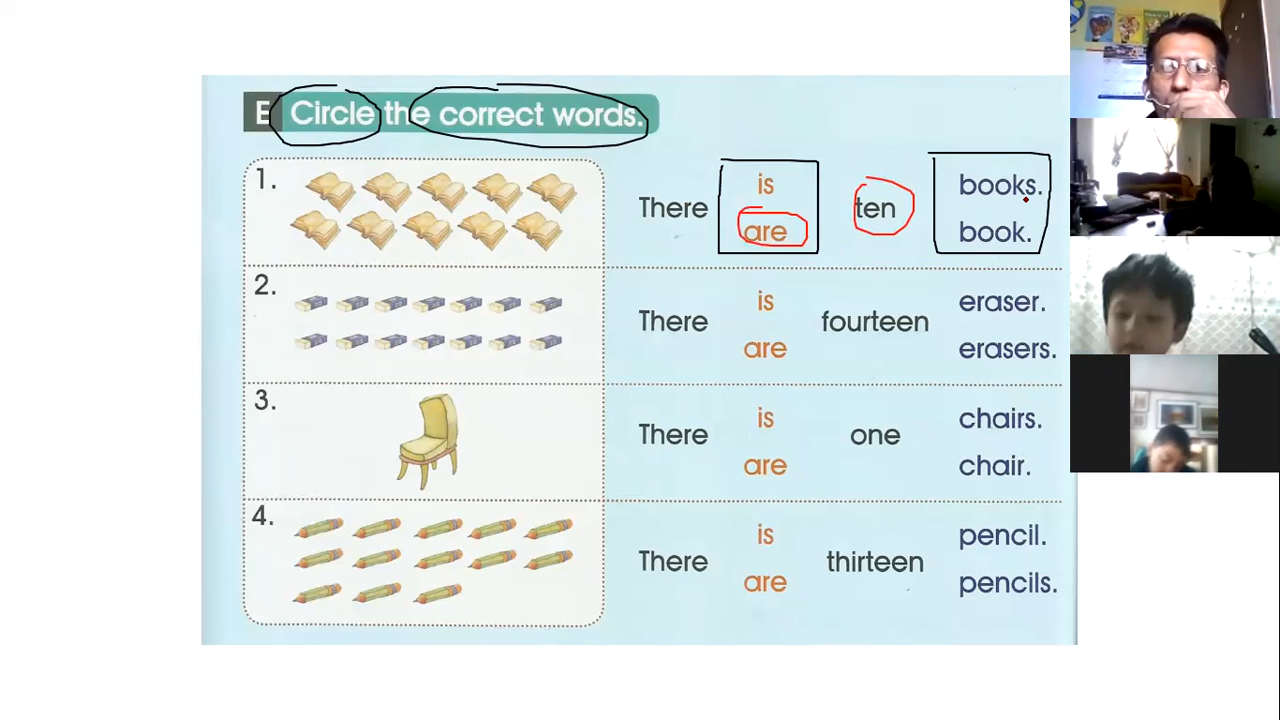 E Circle the correct words.
1. There is are ten books. book.
2. There is are fourteen eraser. erasers.
3. There is are one chairs. chair.
4. There is are thirteen pencil. pencils.